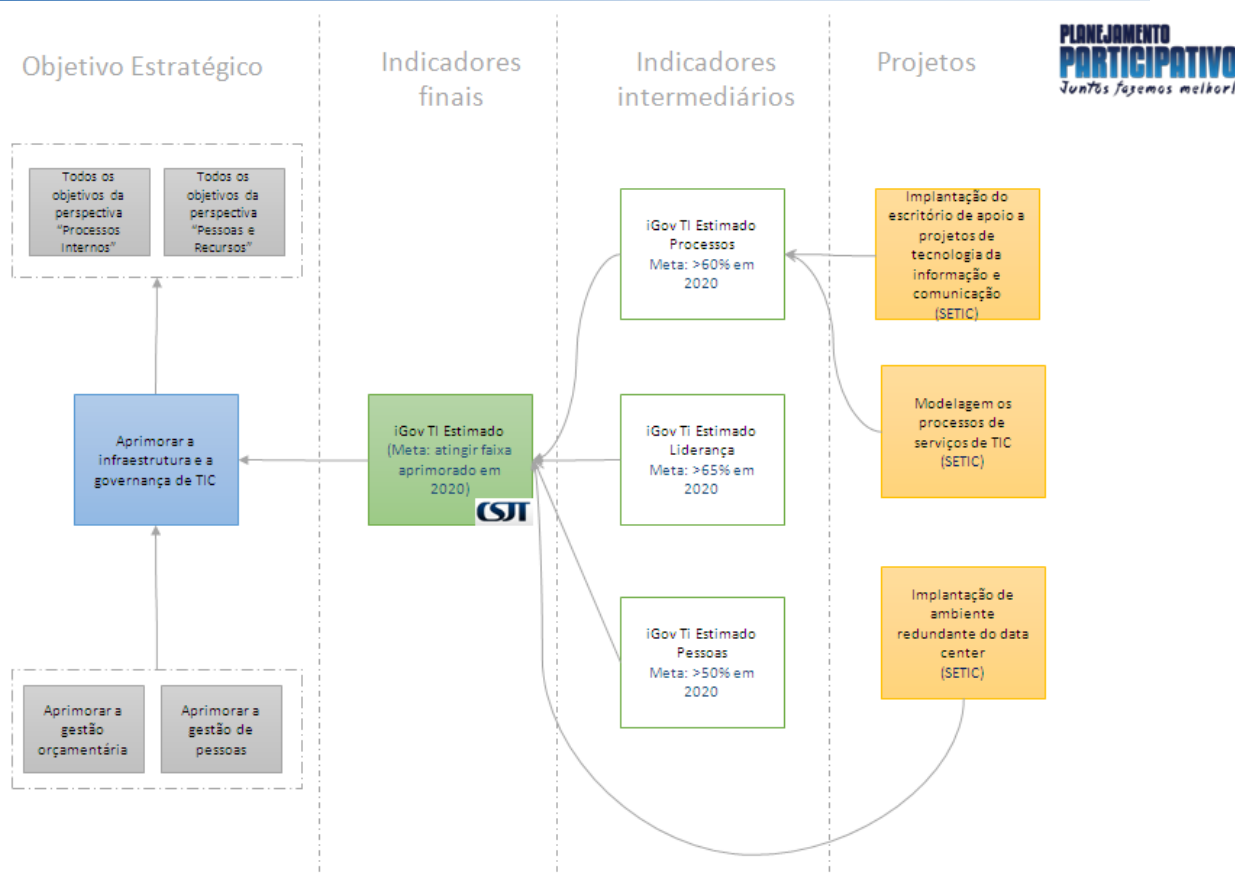 Objetivo Estratégico
Indicadores
finais
Indicadores
intermediários
Projetos
PLANEJAMENTO
PARTICIPATIVO
Juntos fazemos melhor!
Todos os
objetivos da
perspectiva
“Processos
Internos”
Todos os
objetivos da
perspectiva
“Pessoas e
Recursos”
Aprimorar a
infraestrutura e a
governança de TIC
Aprimorar a
gestão
orçamentária
Aprimorar a
gestão de
pessoas
iGov TI Estimado
(Meta: atingir faixa
aprimorado em
2020)
CSJT
iGov TI Estimado
Processos
Meta: >60% em
2020
iGov TI Estimado
Liderança
Meta: >65% em
2020
iGov Ti Estimado
Pessoas
Meta: >50% em
2020
Implantação do
escritório de apoio a
projetos de
tecnologia da
informação e
comunicação
(SETIC)
Modelagem os
processos de
serviços de TIC
(SETIC)
Implantação de
ambiente
redundante do data
center
(SETIC)